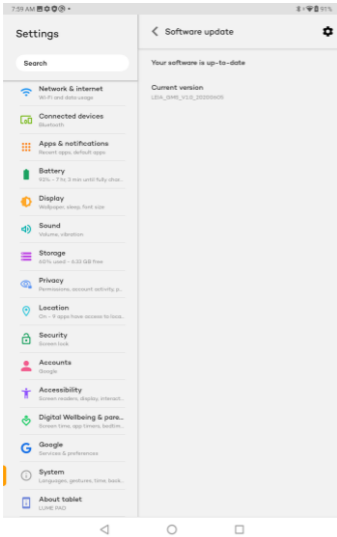 7:59 AM
Settings
Search
Network & internet
Wi-Fi and data usage
Connected devices
Bluetooth
Apps & notifications
Recent apps, default apps
Battery
Display
Wallpaper, sleep, font size
Sound
Volume, vibration
Storage
Privacy
Permissions, account activity, p..
Location
Security
Screen lock
Accounts
Google
Accessibility
Screen readers, display, interact..
Digital Wellbeing & pare..
Screen time, app timers, bedtim..
Google
Services & preferences
System
Languages, gestures, time, back..
About tablet
LUME PAD
Software update
Your software is up-to-date
Current version